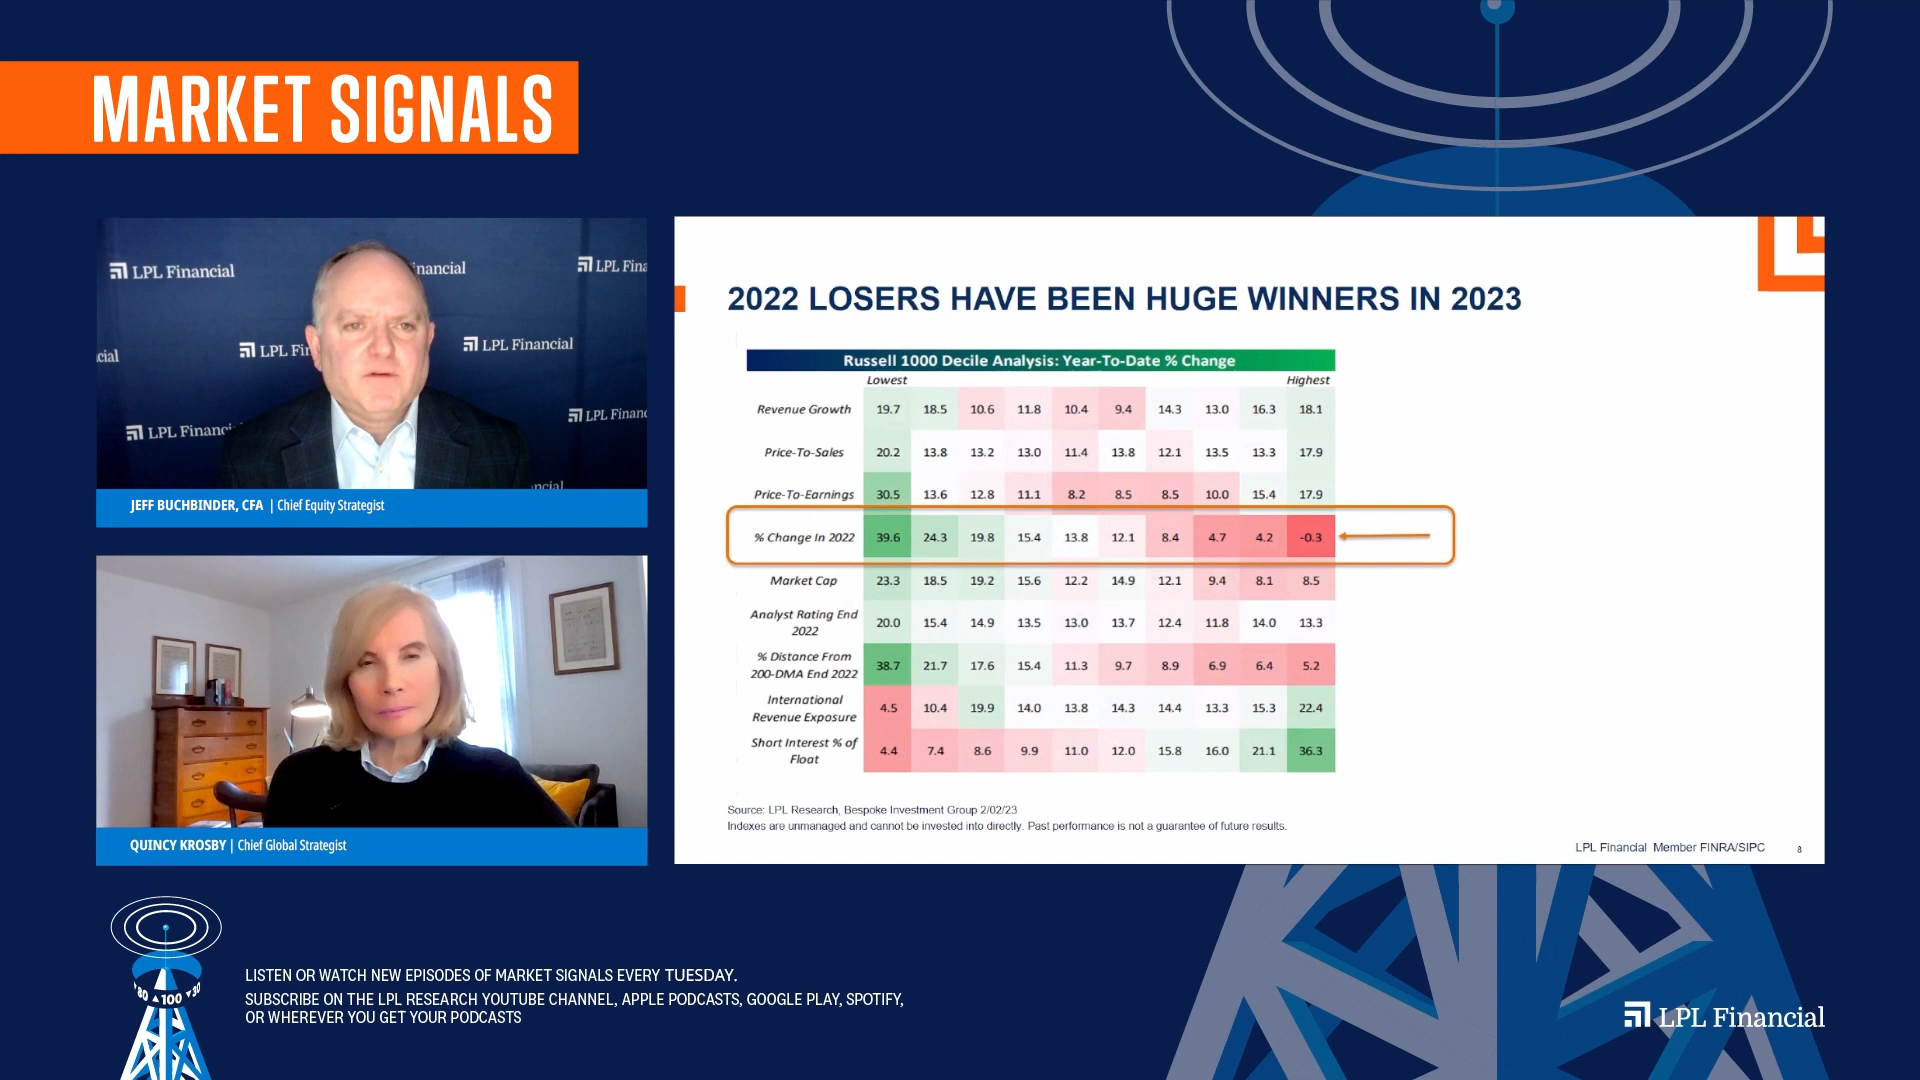 MARKET SIGNALS
LPL Financial
nancial
LPL Fina
cial
LPL Fin
LPL Financial
LPL Financ
LPL Financi
ncial
JEFF BUCHBINDER, CFA | Chief Equity Strategist
QUINCY KROSBY | Chief Global Strategist
2022 LOSERS HAVE BEEN HUGE WINNERS IN 2023
Russell 1000 Decile Analysis: Year-To-Date % Change
Lowest Highest
Revenue Growth 19.7 18.5 10.6 11.8 10.4 9.4 14.3 13.0 16.3 18.1
Price-To-Sales 20.2 13.8 13.2 13.0 11.4 13.8 12.1 13.5 13.3 17.9
Price-To-Earnings 30.5 13.6 12.8 11.1 8.2 8.5 8.5 10.0 15.4 17.9
% Change In 2022 39.6 24.3 19.8 15.4 13.8 12.1 8.4 4.7 4.2 -0.3
Market Cap 23.3 18.5 19.2 15.6 12.2 14.9 12.1 9.4 8.1 8.5
Analyst Rating End
2022 20.0 15.4 14.9 13.5 13.0 13.7 12.4 11.8 14.0 13.3
% Distance From
200-DMA End 2022 38.7 21.7 17.6 15.4 11.3 9.7 8.9 6.9 6.4 5.2
International
Revenue Exposure 4.5 10.4 19.9 14.0 13.8 14.3 14.4 13.3 15.3 22.4
Short Interest % of
Float 4.4 7.4 8.6 9.9 11.0 12.0 15.8 16.0 21.1 36.3
Source: LPL Research, Bespoke Investment Group 2/02/23
Indexes are unmanaged and cannot be invested into directly. Past performance is not a guarantee of future results.
LPL Financial Member FINRA/SIPC 8
80 ▲100 ▼30
LISTEN OR WATCH NEW EPISODES OF MARKET SIGNALS EVERY TUESDAY.
SUBSCRIBE ON THE LPL RESEARCH YOUTUBE CHANNEL, APPLE PODCASTS, GOOGLE PLAY, SPOTIFY,
OR WHEREVER YOU GET YOUR PODCASTS
LPL Financial